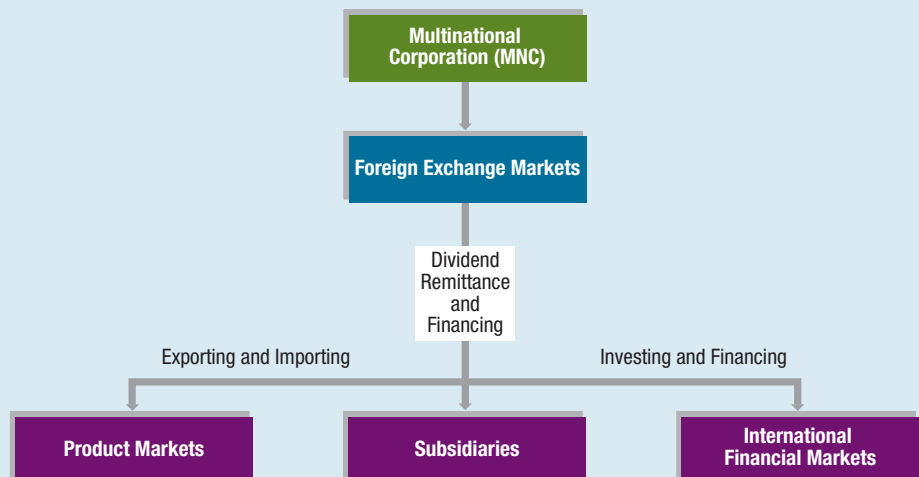 Multinational
Corporation (MNC)
Foreign Exchange Markets
Dividend
Remittance
and
Financing
Exporting and Importing
Investing and Financing
Product Markets
Subsidiaries
International
Financial Markets